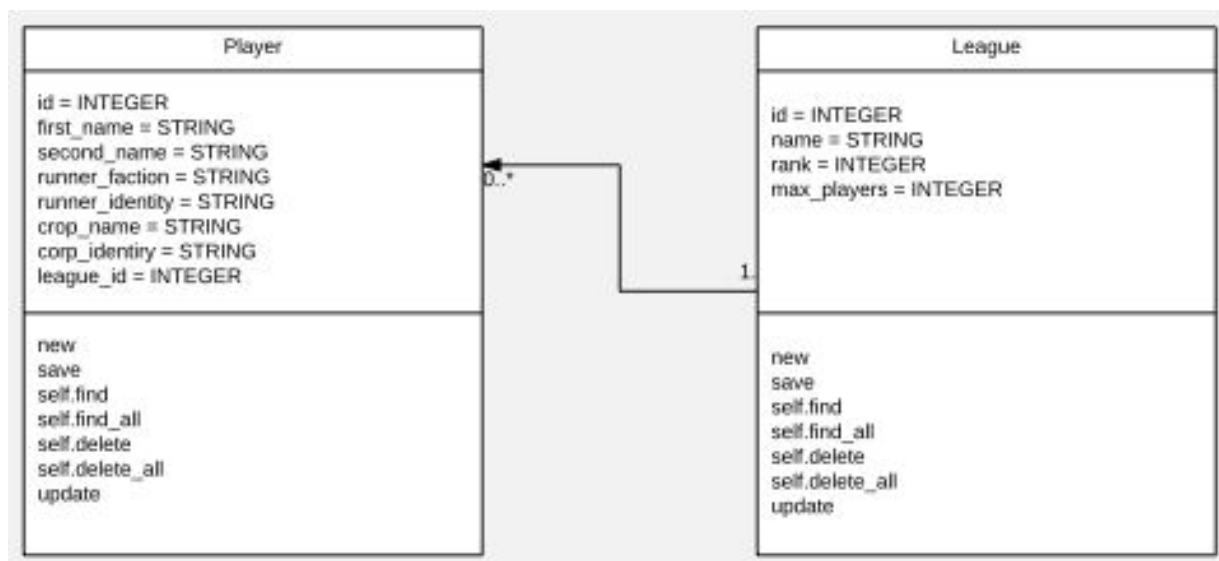 Player
id = INTEGER
first_name = STRING
second_name = STRING
runner_faction = STRING
runner_identity = STRING
crop_name = STRING
corp_identiry = STRING
league_id = INTEGER
new
save
self.find
self.find_all
self.delete
self.delete_all
update
0..*
1.
League
id = INTEGER
name = STRING
rank = INTEGER
max_players = INTEGER
new
save
self.find
self.find_all
self.delete
self.delete_all
update